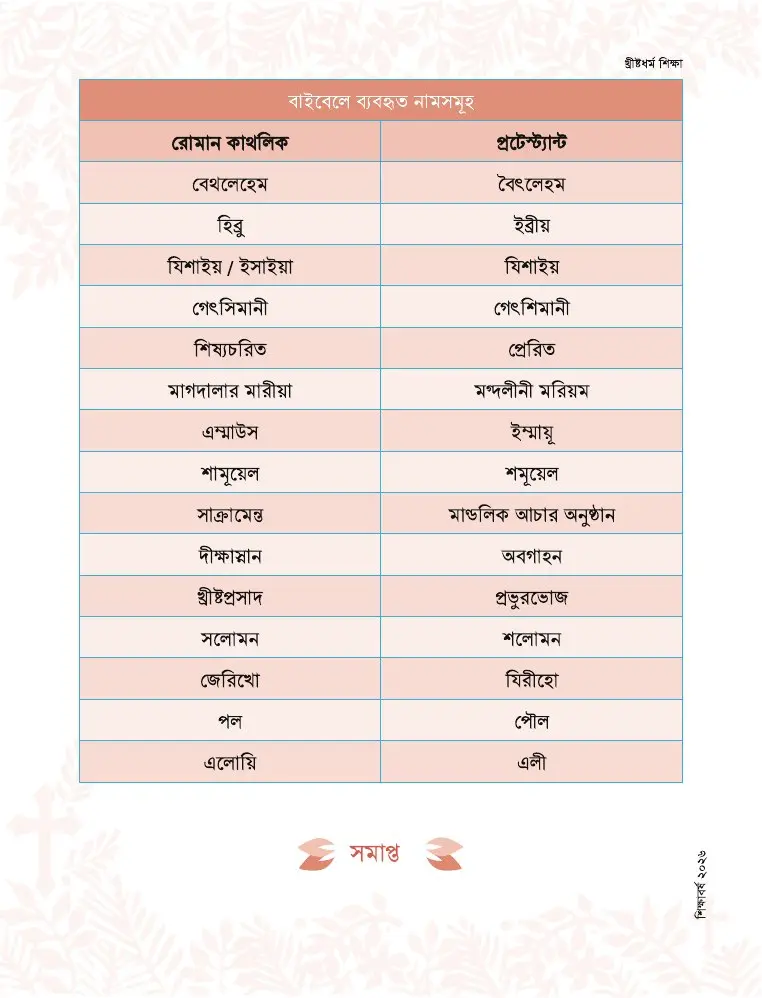 খ্রীষ্টধর্ম শিক্ষা
বাইবেলে ব্যবহৃত নামসমূহ
রোমান কাথলিক প্রটেস্ট্যান্ট
বেথলেহেম বৈৎলেহম
হিব্রু ইব্রীয়
যিশাইয় / ইসাইয়া যিশাইয়
গেৎসিমানী গেৎশিমানী
শিষ্যচরিত প্রেরিত
মাগদালার মারীয়া মগ্দলীনী মরিয়ম
এম্মাউস ইম্মায়ূ
শামূয়েল শমূয়েল
সাক্রামেন্ত মাণ্ডলিক আচার অনুষ্ঠান
দীক্ষাস্নান অবগাহন
খ্রীষ্টপ্রসাদ প্রভুরভোজ
সলোমন শলোমন
জেরিখো যিরীহো
পল পৌল
এলোয়ি এলী
সমাপ্ত
শিক্ষাবর্ষ ২০২৬